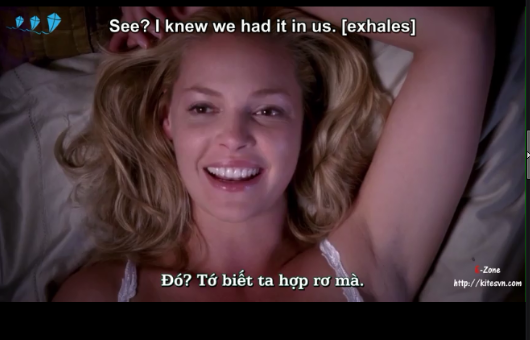 See? I knew we had it in us. [exhales]
Đó? Tớ biết ta hợp rơ mà.
-Zone
http://kitesvn.com